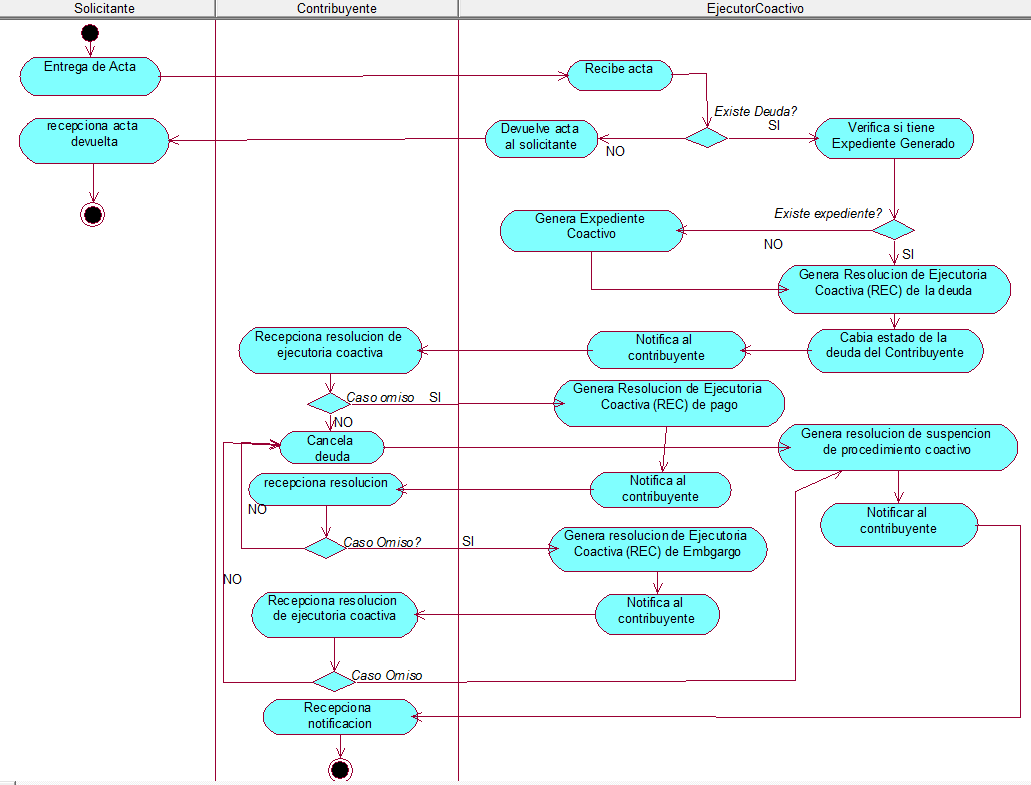 Solicitante
Contribuyente
EjecutorCoactivo
Entrega de Acta
Recibe acta
Existe Deuda?
SI
recepciona acta
devuelta
Devuelve acta
al solicitante
NO
Verifica si tiene
Expediente Generado
Existe expediente?
Genera Expediente
Coactivo
NO
SI
Genera Resolucion de Ejecutoria
Coactiva (REC) de la deuda
Recepciona resolucion de
ejecutoria coactiva
Notifica al
contribuyente
Cabia estado de la
deuda del Contribuyente
Caso omiso
SI
Genera Resolucion de Ejecutoria
Coactiva (REC) de pago
NO
Cancela
deuda
Genera resolucion de suspencion
de procedimiento coactivo
recepciona resolucion
Notifica al
contribuyente
NO
Notificar al
contribuyente
Caso Omiso?
SI
Genera resolucion de Ejecutoria
Coactiva (REC) de Embgargo
NO
Recepciona resolucion
de ejecutiva coactiva
Notifica al
contribuyente
Caso Omiso
Recepciona
notificacion